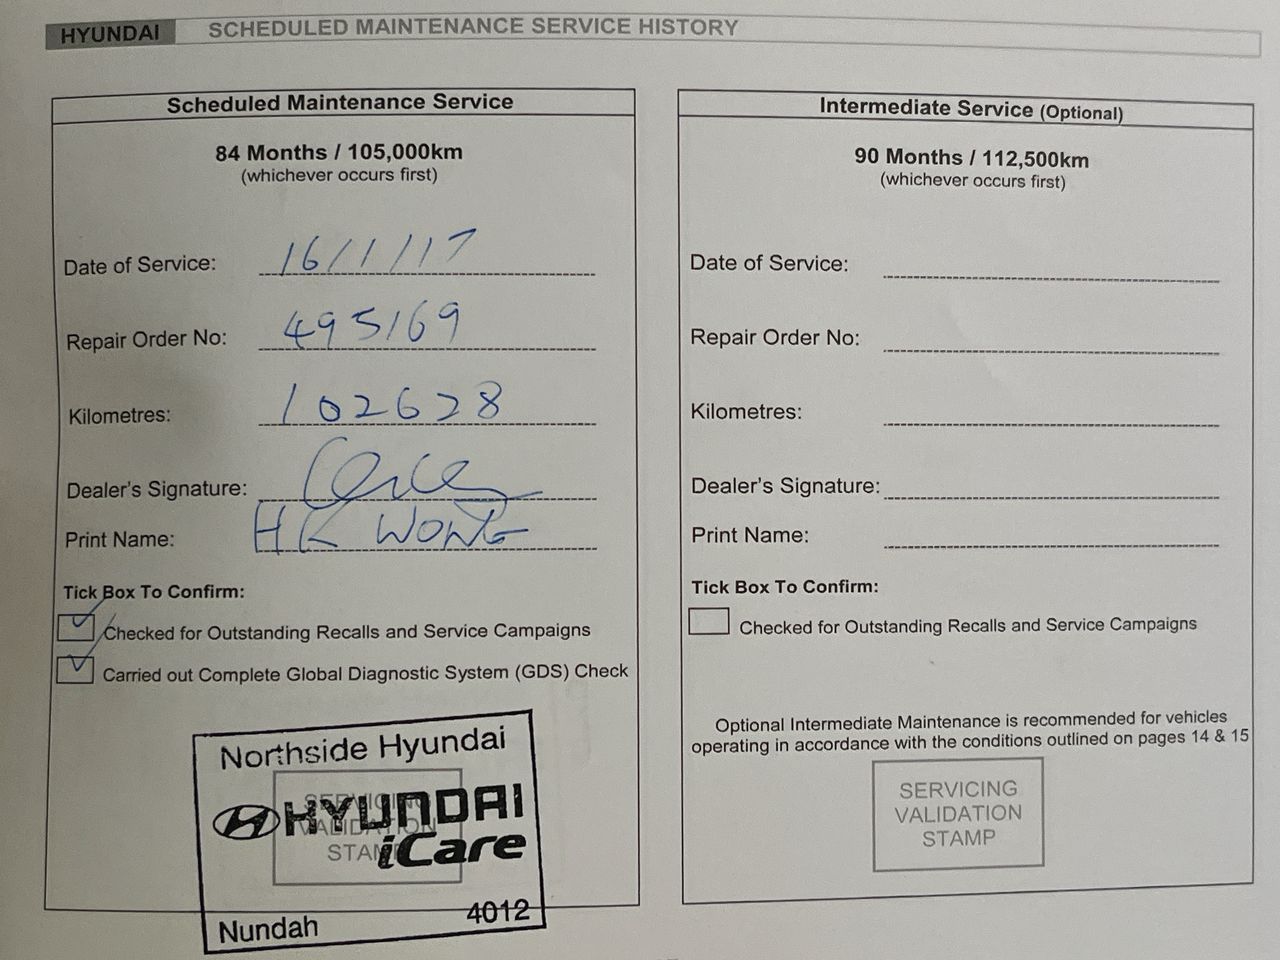 HYUNDAI SCHEDULED MAINTENANCE SERVICE HISTORY
Scheduled Maintenance Service
84 Months / 105,000km
(whichever occurs first)
Date of Service: 16/1/17
Repair Order No: 495169
Kilometres: 102628
Dealer's Signature:
Print Name: HK WONG
Tick Box To Confirm:
Checked for Outstanding Recalls and Service Campaigns
Carried out Complete Global Diagnostic System (GDS) Check
Northside Hyundai
SERVICING
HYUNDAI
VALIDATION
STAMP
iCare
Nundah 4012
Intermediate Service (Optional)
90 Months / 112,500km
(whichever occurs first)
Date of Service:
Repair Order No:
Kilometres:
Dealer's Signature:
Print Name:
Tick Box To Confirm:
Checked for Outstanding Recalls and Service Campaigns
Optional Intermediate Maintenance is recommended for vehicles
operating in accordance with the conditions outlined on pages 14 & 15
SERVICING
VALIDATION
STAMP